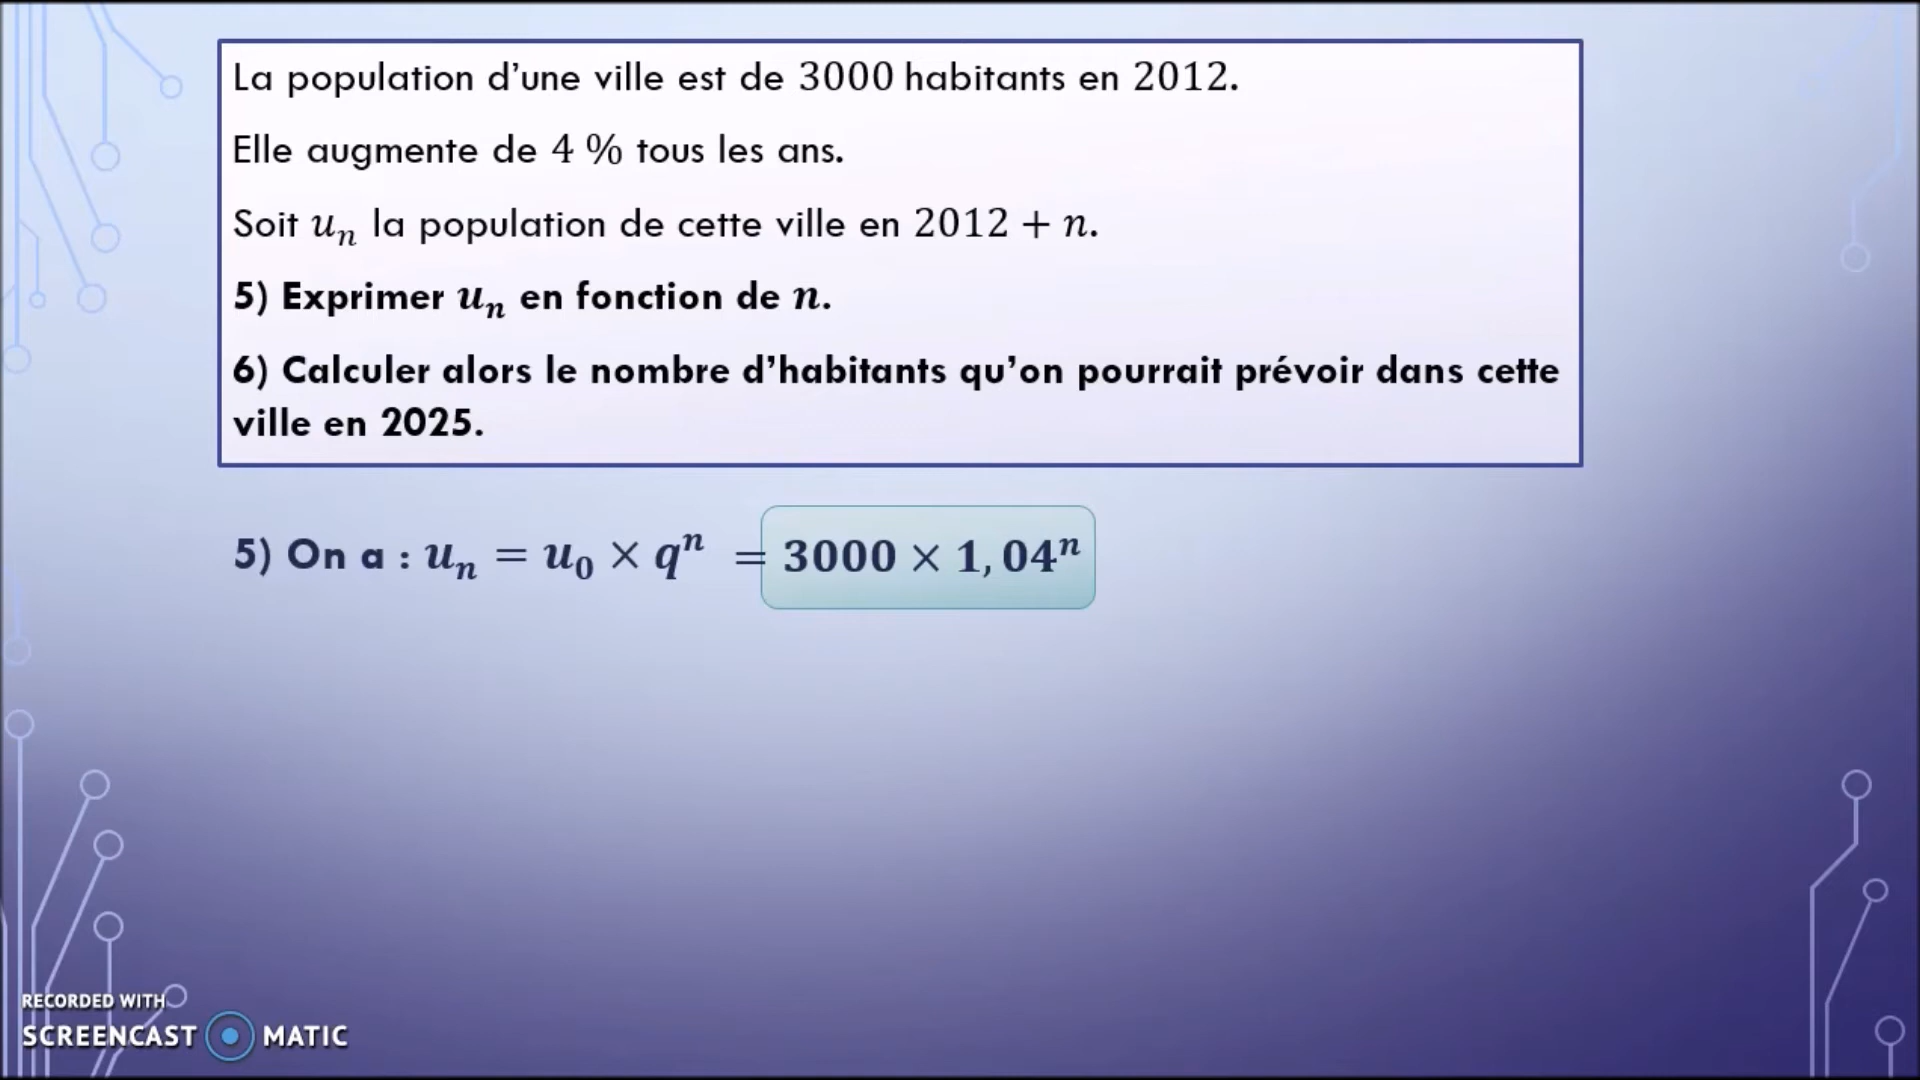 La population d’une ville est de 3000 habitants en 2012.
Elle augmente de 4 % tous les ans.
Soit uₙ la population de cette ville en 2012 + n.
5) Exprimer uₙ en fonction de n.
6) Calculer alors le nombre d’habitants qu’on pourrait prévoir dans cette
ville en 2025.
5) On a : uₙ = u₀ × qⁿ = 3000 × 1, 04ⁿ
RECORDED WITH
SCREENCAST MATIC